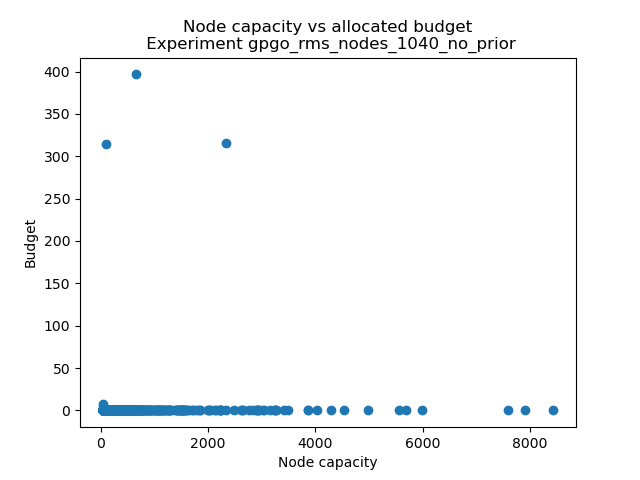 Node capacity vs allocated budget
Experiment gpgo_rms_nodes_1040_no_prior
400
350
300
250
200
150
100
50
0
Budget
0 2000 4000 6000 8000
Node capacity